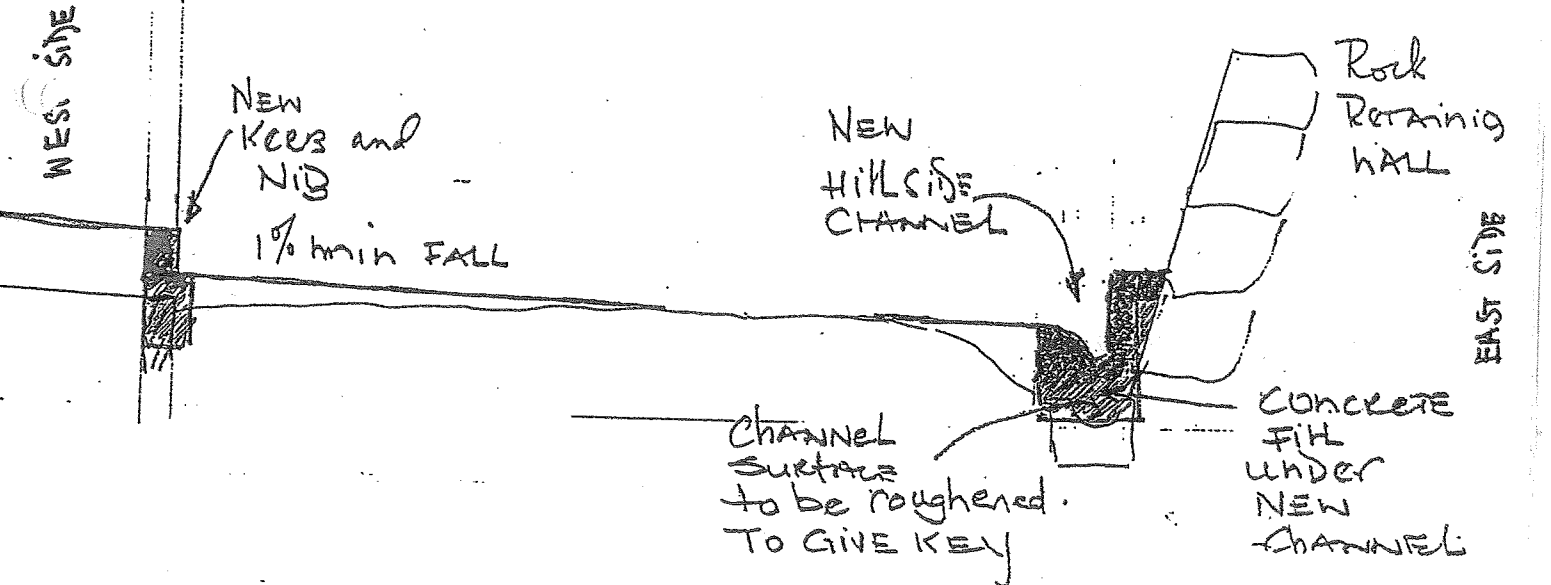 WEST SIDE
NEW
KERB and
NIB
1% min FALL
NEW
HILLSIDE
CHANNEL
Rock
RETAINIG
WALL
EAST SIDE
CHANNEL
SURFACE
to be roughened.
TO GIVE KEY
CONCRETE
FILL
UNDER
NEW
CHANNEL